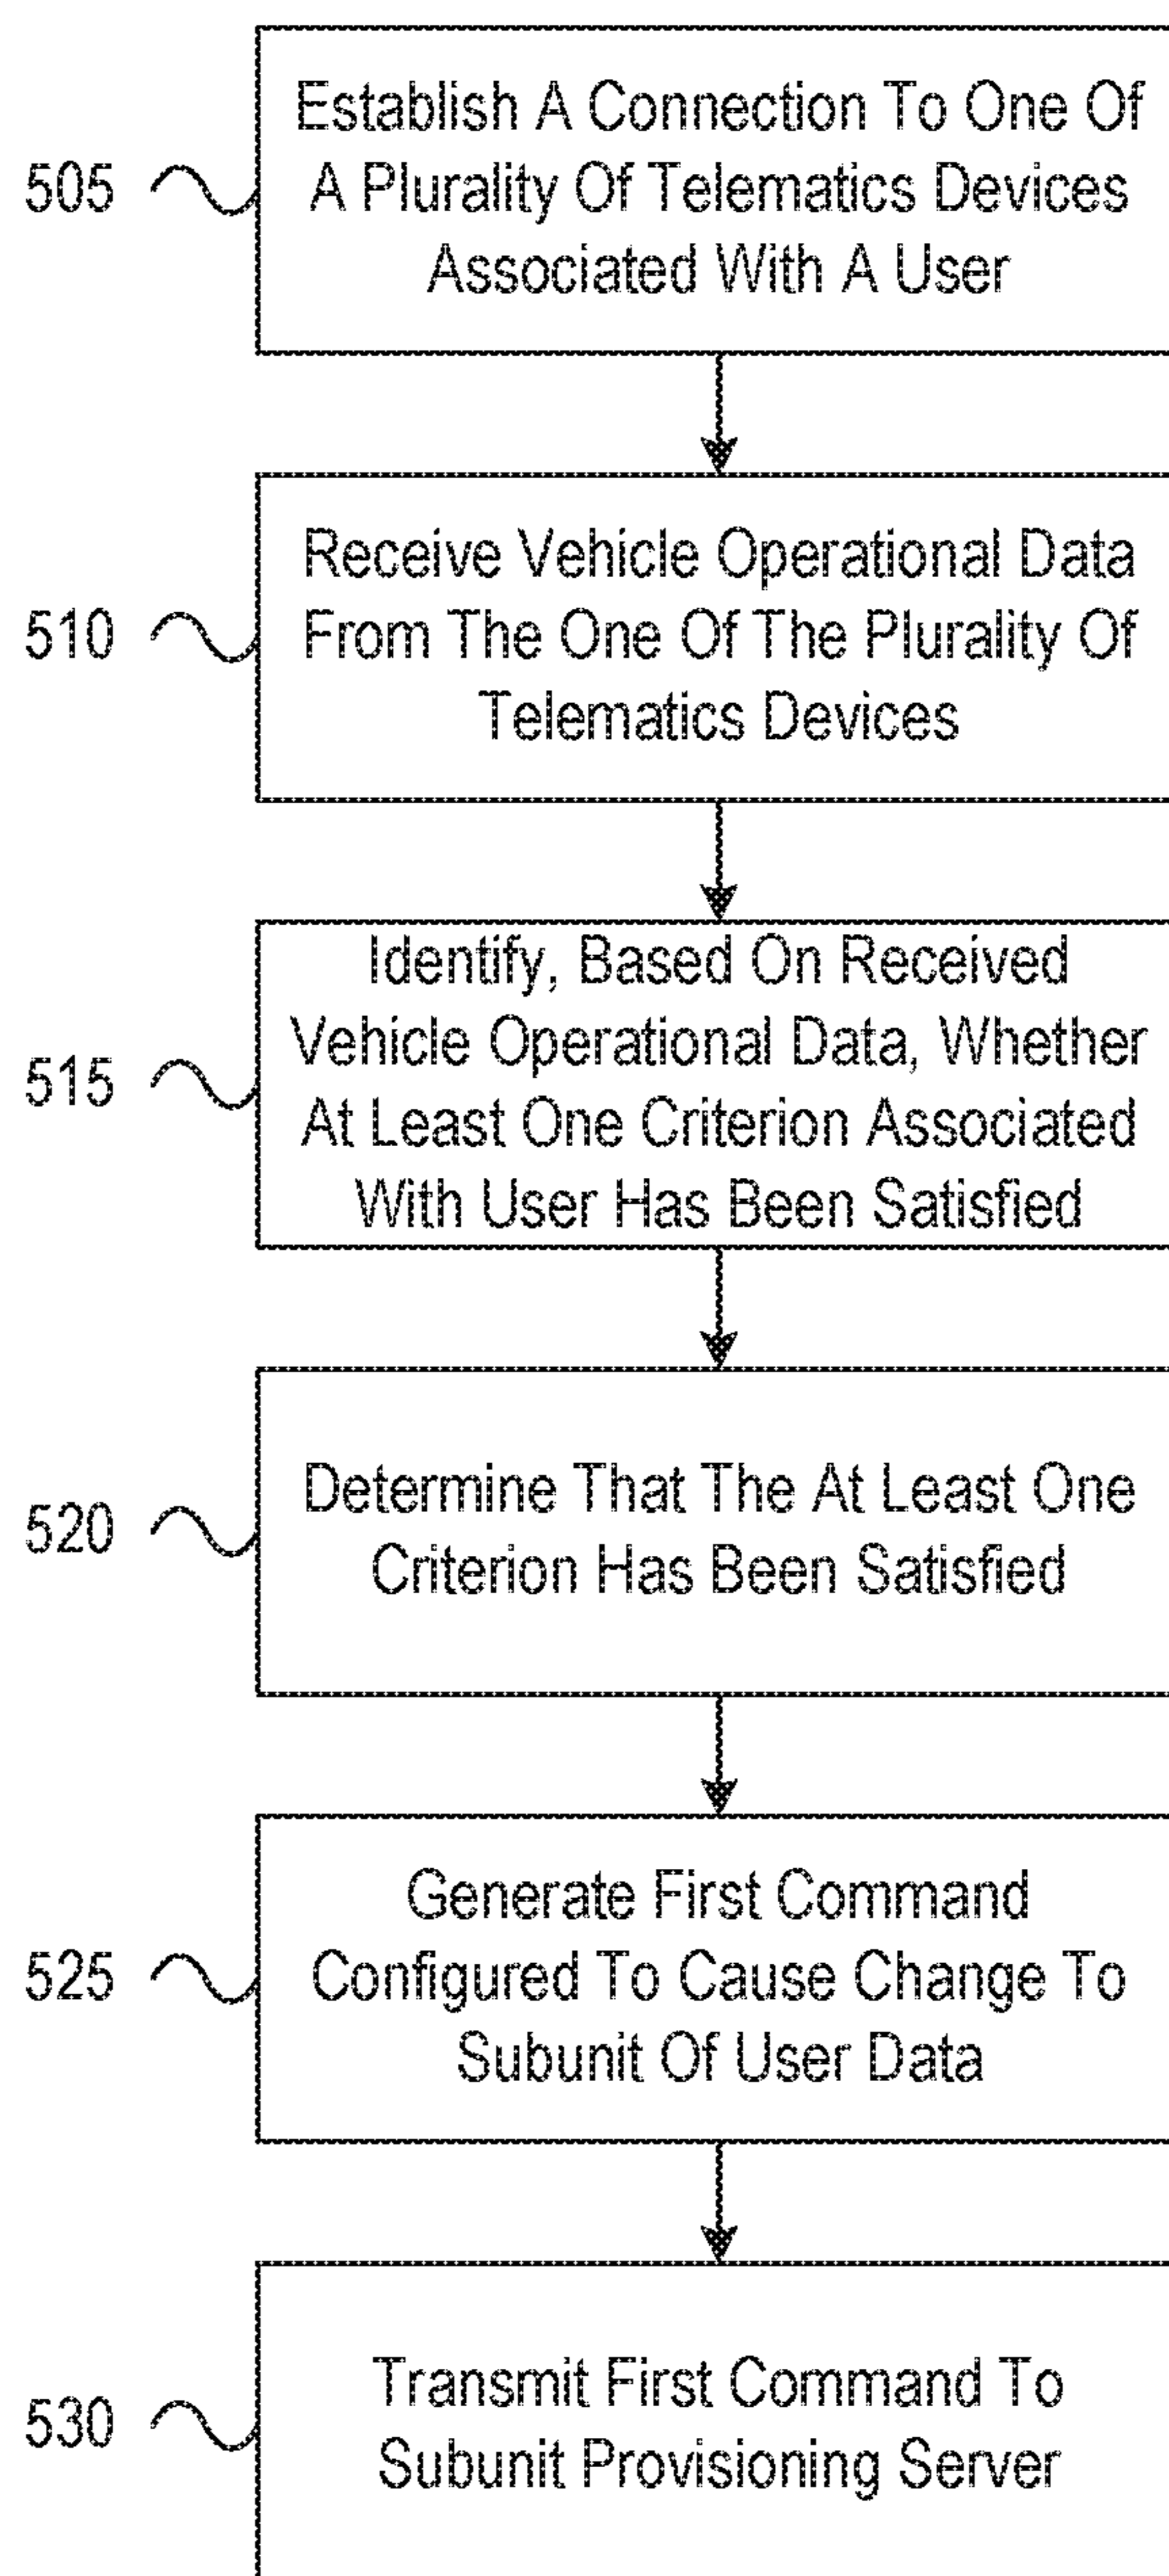 Establish A Connection To One Of
505 A Plurality Of Telematics Devices
Associated With A User
Receive Vehicle Operational Data
510 From The One Of The Plurality Of
Telematics Devices
Identify, Based On Received
Vehicle Operational Data, Whether
515
At Least One Criterion Associated
With User Has Been Satisfied
Determine That The At Least One
520
Criterion Has Been Satisfied
Generate First Command
525 Configured To Cause Change To
Subunit Of User Data
Transmit First Command To
530
Subunit Provisioning Server